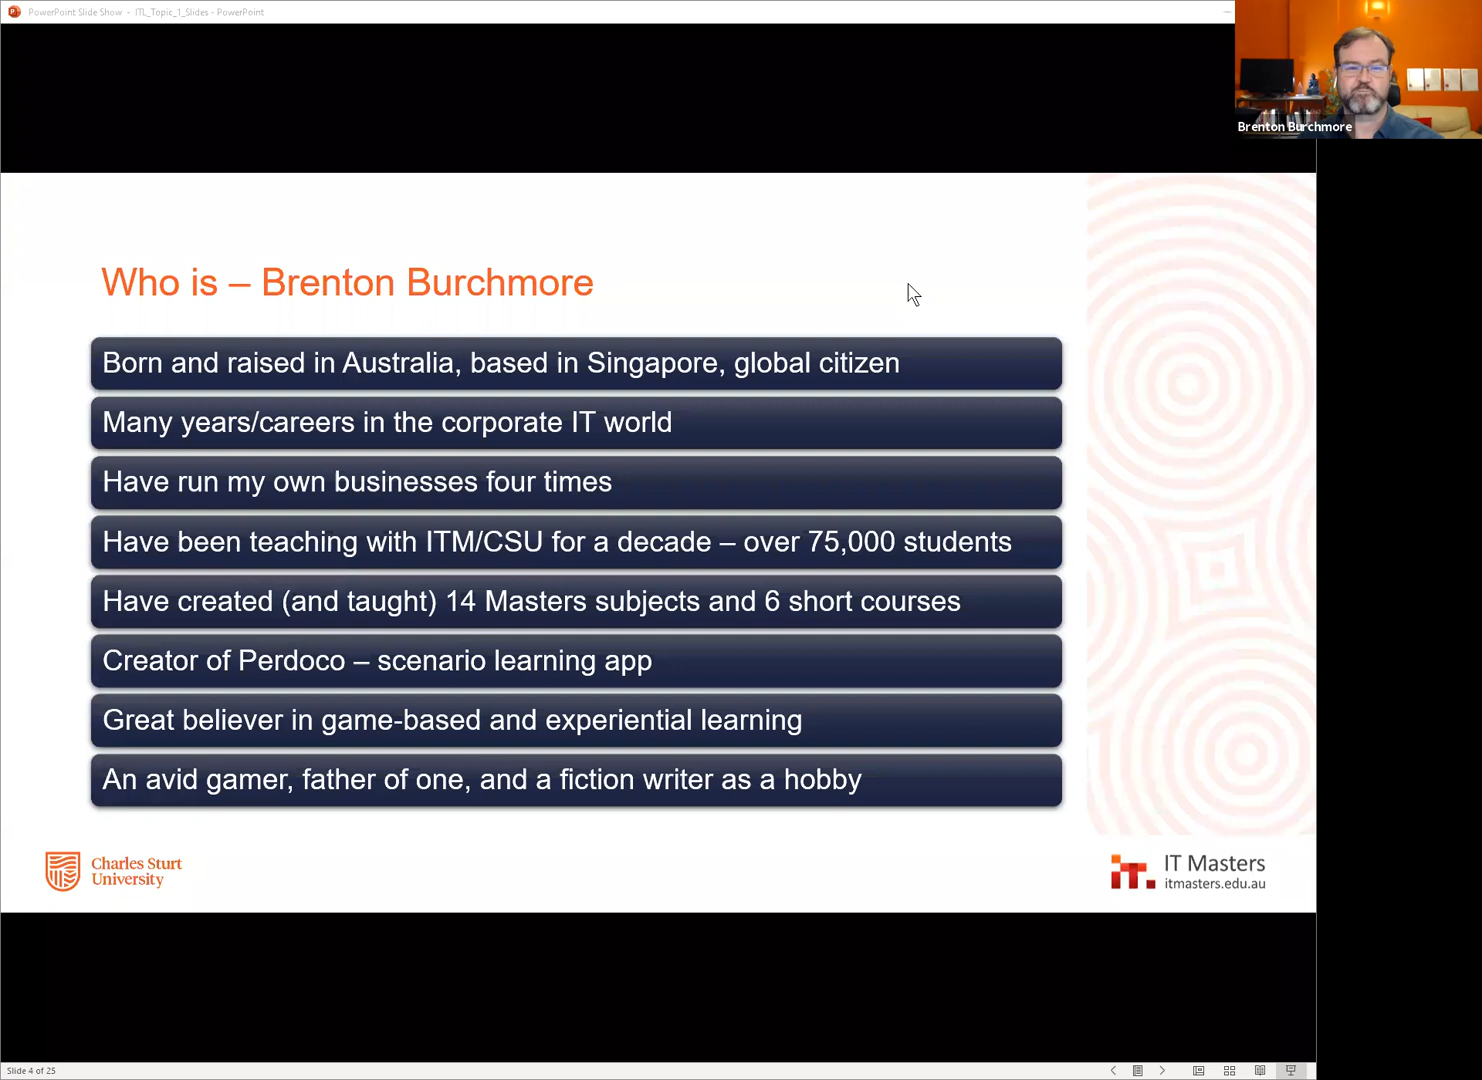 PowerPoint Slide Show - ITL_Topic_1_Slides - PowerPoint
Brenton Burchmore
Who is – Brenton Burchmore
Born and raised in Australia, based in Singapore, global citizen
Many years/careers in the corporate IT world
Have run my own businesses four times
Have been teaching with ITM/CSU for a decade – over 75,000 students
Have created (and taught) 14 Masters subjects and 6 short courses
Creator of Perdoco – scenario learning app
Great believer in game-based and experiential learning
An avid gamer, father of one, and a fiction writer as a hobby
Charles Sturt
University
it.
IT Masters
itmasters.edu.au
Slide 4 of 25